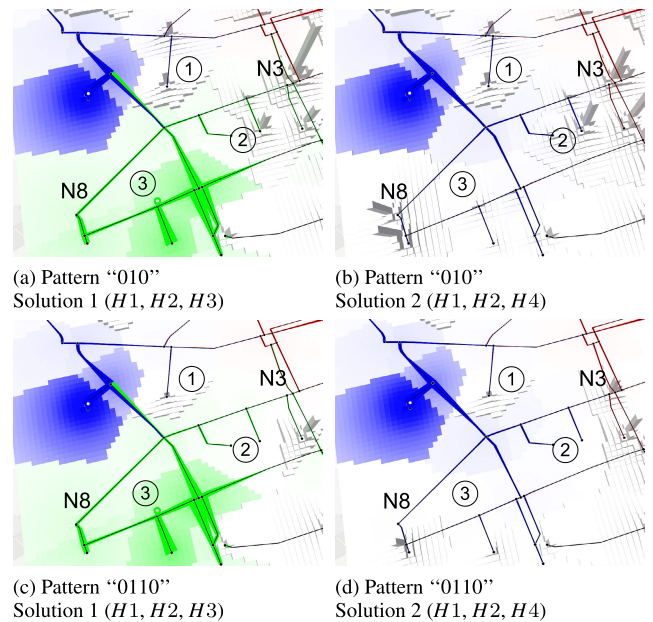 1
N3
2
3
N8
(a) Pattern “010”
Solution 1 (H1, H2, H3)
1
N3
2
3
N8
(b) Pattern “010”
Solution 2 (H1, H2, H4)
1
N3
2
3
N8
(c) Pattern “0110”
Solution 1 (H1, H2, H3)
1
N3
2
3
N8
(d) Pattern “0110”
Solution 2 (H1, H2, H4)